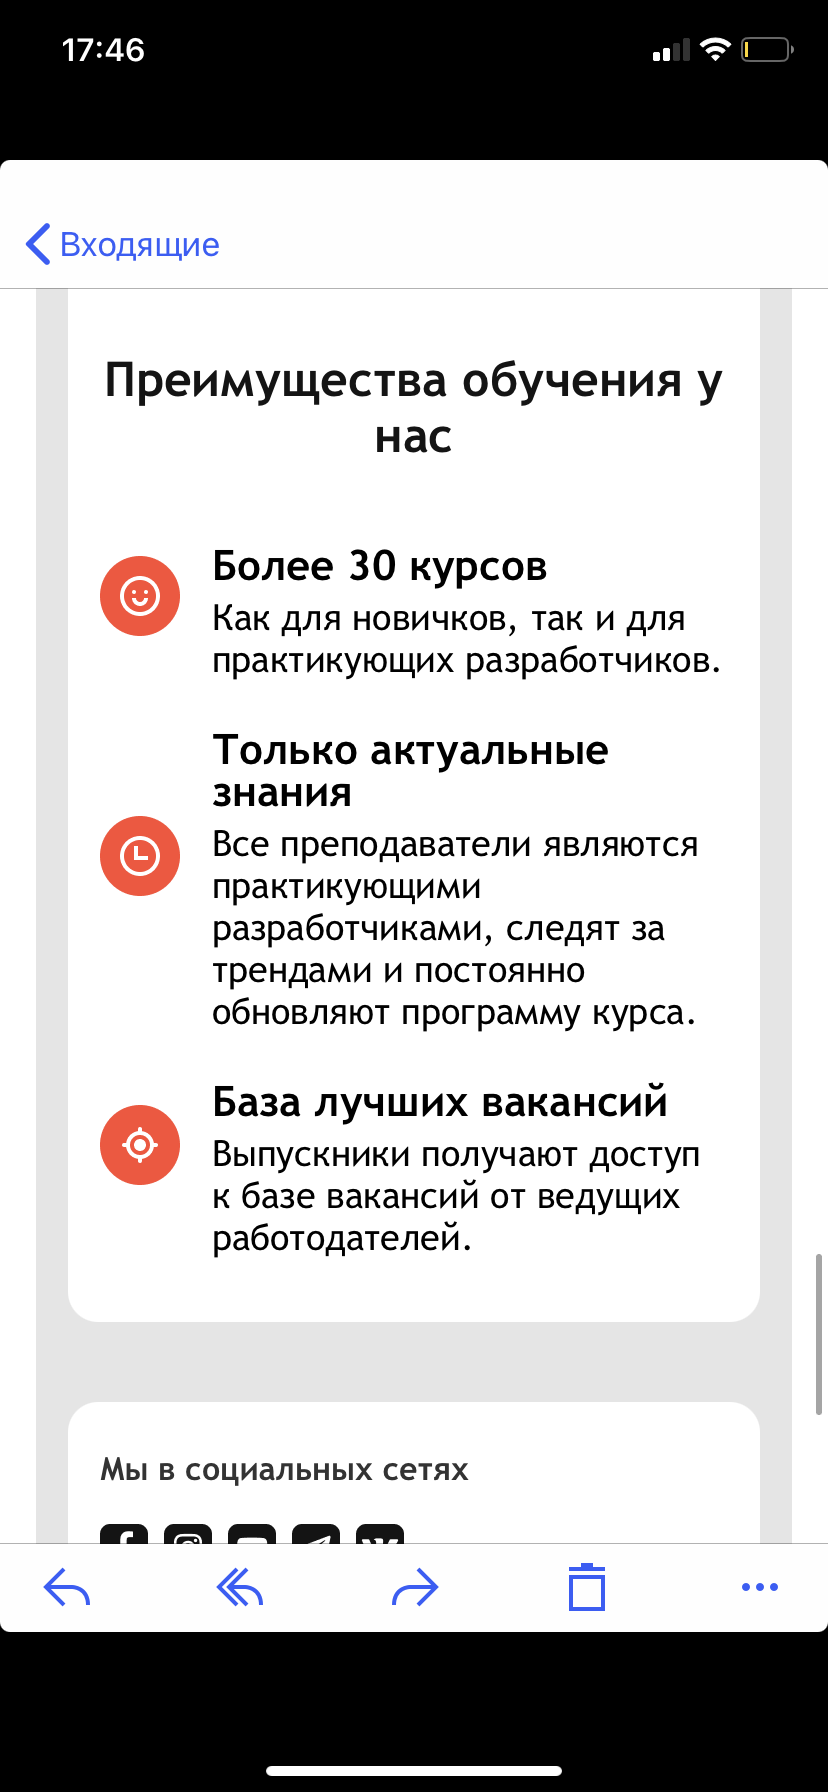 17:46
Входящие
Преимущества обучения у
нас
Более 30 курсов
Как для новичков, так и для
практикующих разработчиков.
Только актуальные
знания
Все преподаватели являются
практикующими
разработчиками, следят за
трендами и постоянно
обновляют программу курса.
База лучших вакансий
Выпускники получают доступ
к базе вакансий от ведущих
работодателей.
Мы в социальных сетях